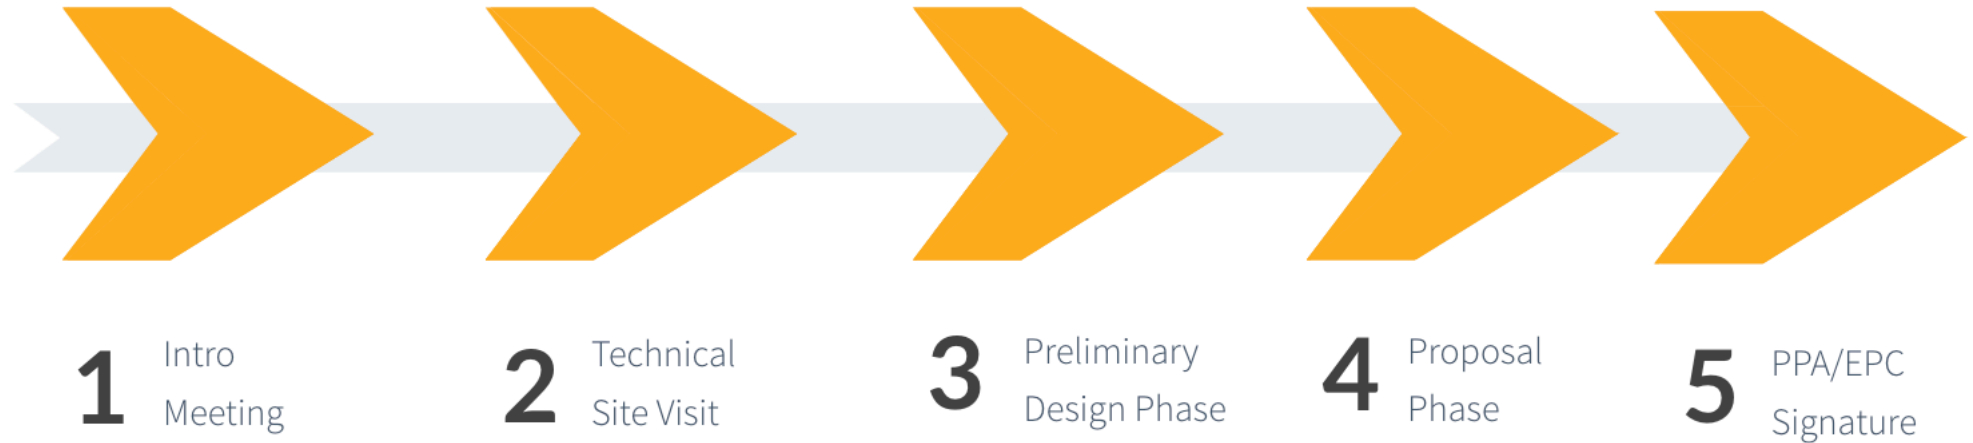 1 Intro
Meeting
2 Technical
Site Visit
3 Preliminary
Design Phase
4 Proposal
Phase
5 PPA/EPC
Signature